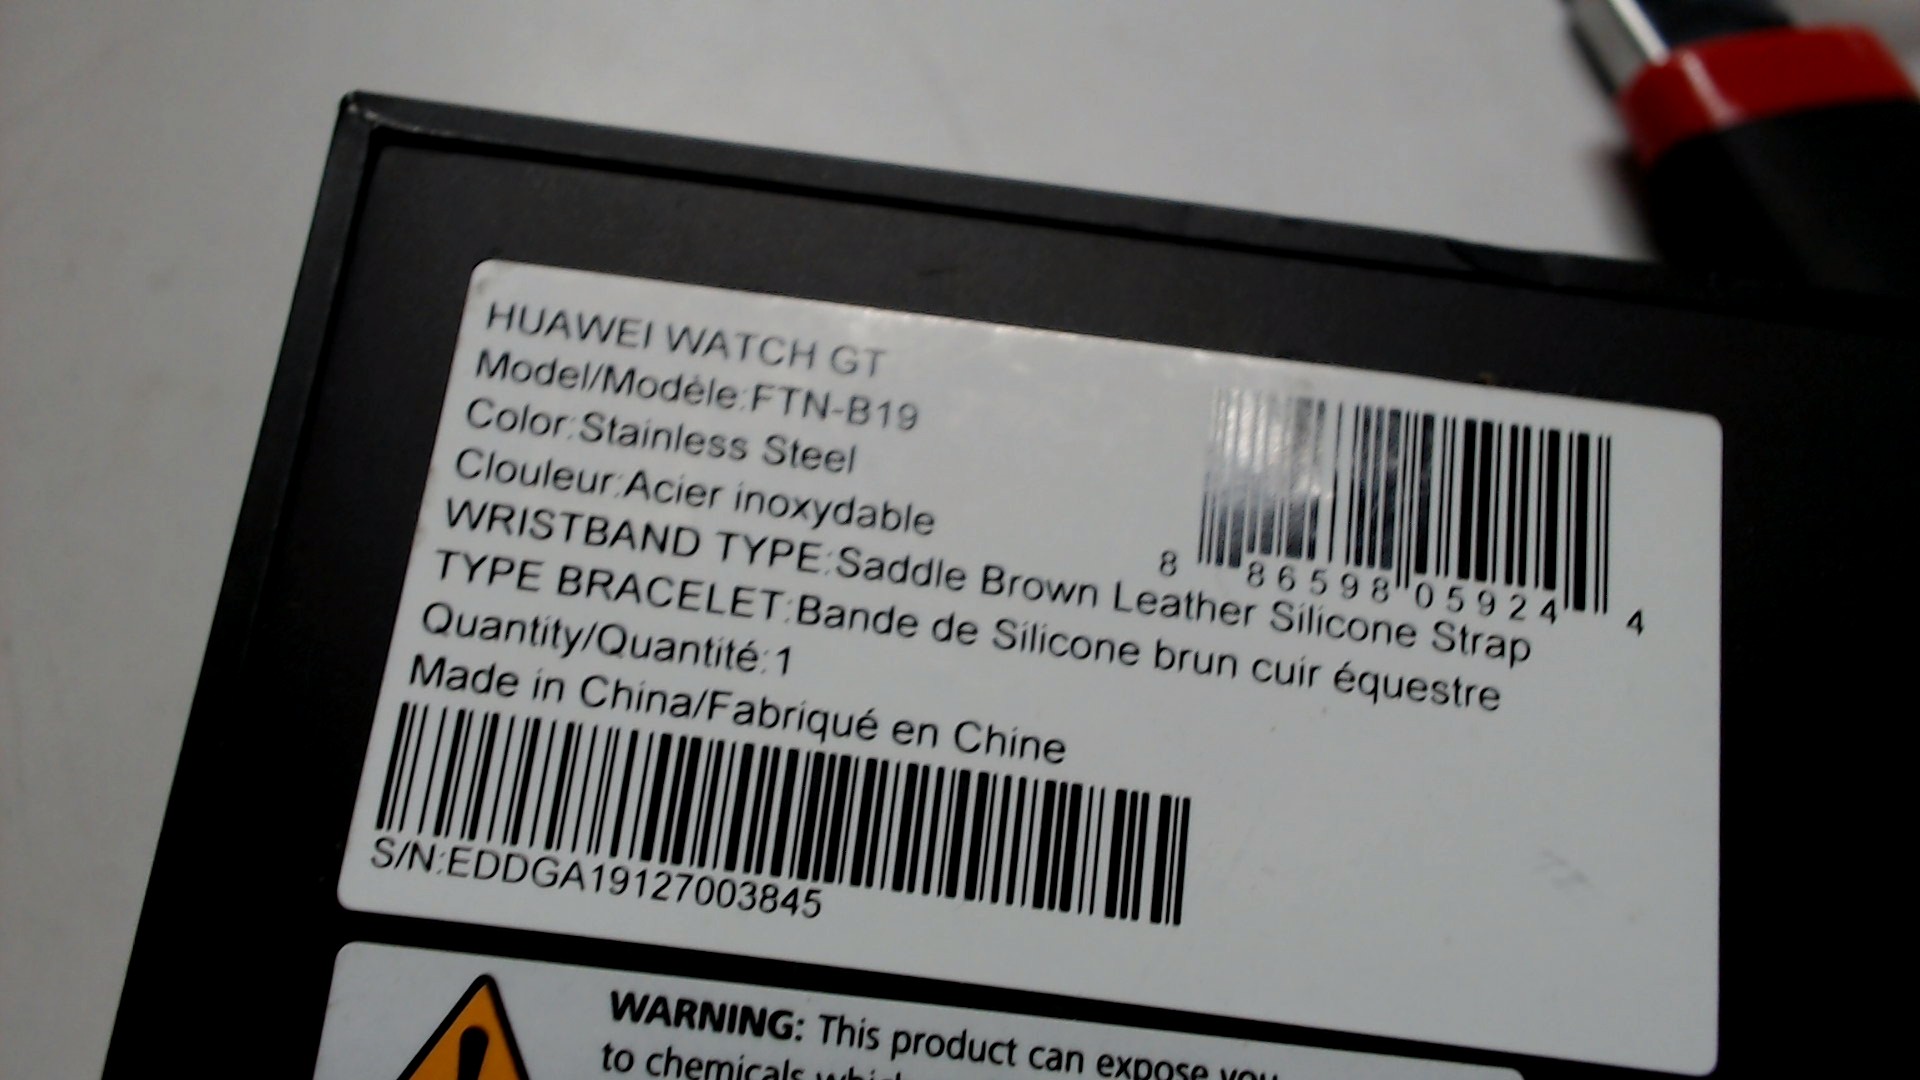 HUAWEI WATCH GT
Model/Modèle:FTN-B19
Color:Stainless Steel
Clouleur:Acier inoxydable
WRISTBAND TYPE:Saddle Brown Leather Silicone Strap
TYPE BRACELET:Bande de Silicone brun cuir équestre
Quantity/Quantité:1
Made in China/Fabriqué en Chine
8 86598 05924 4
S/N:EDDGA19127003845
WARNING: This product can expose you
to chemicals